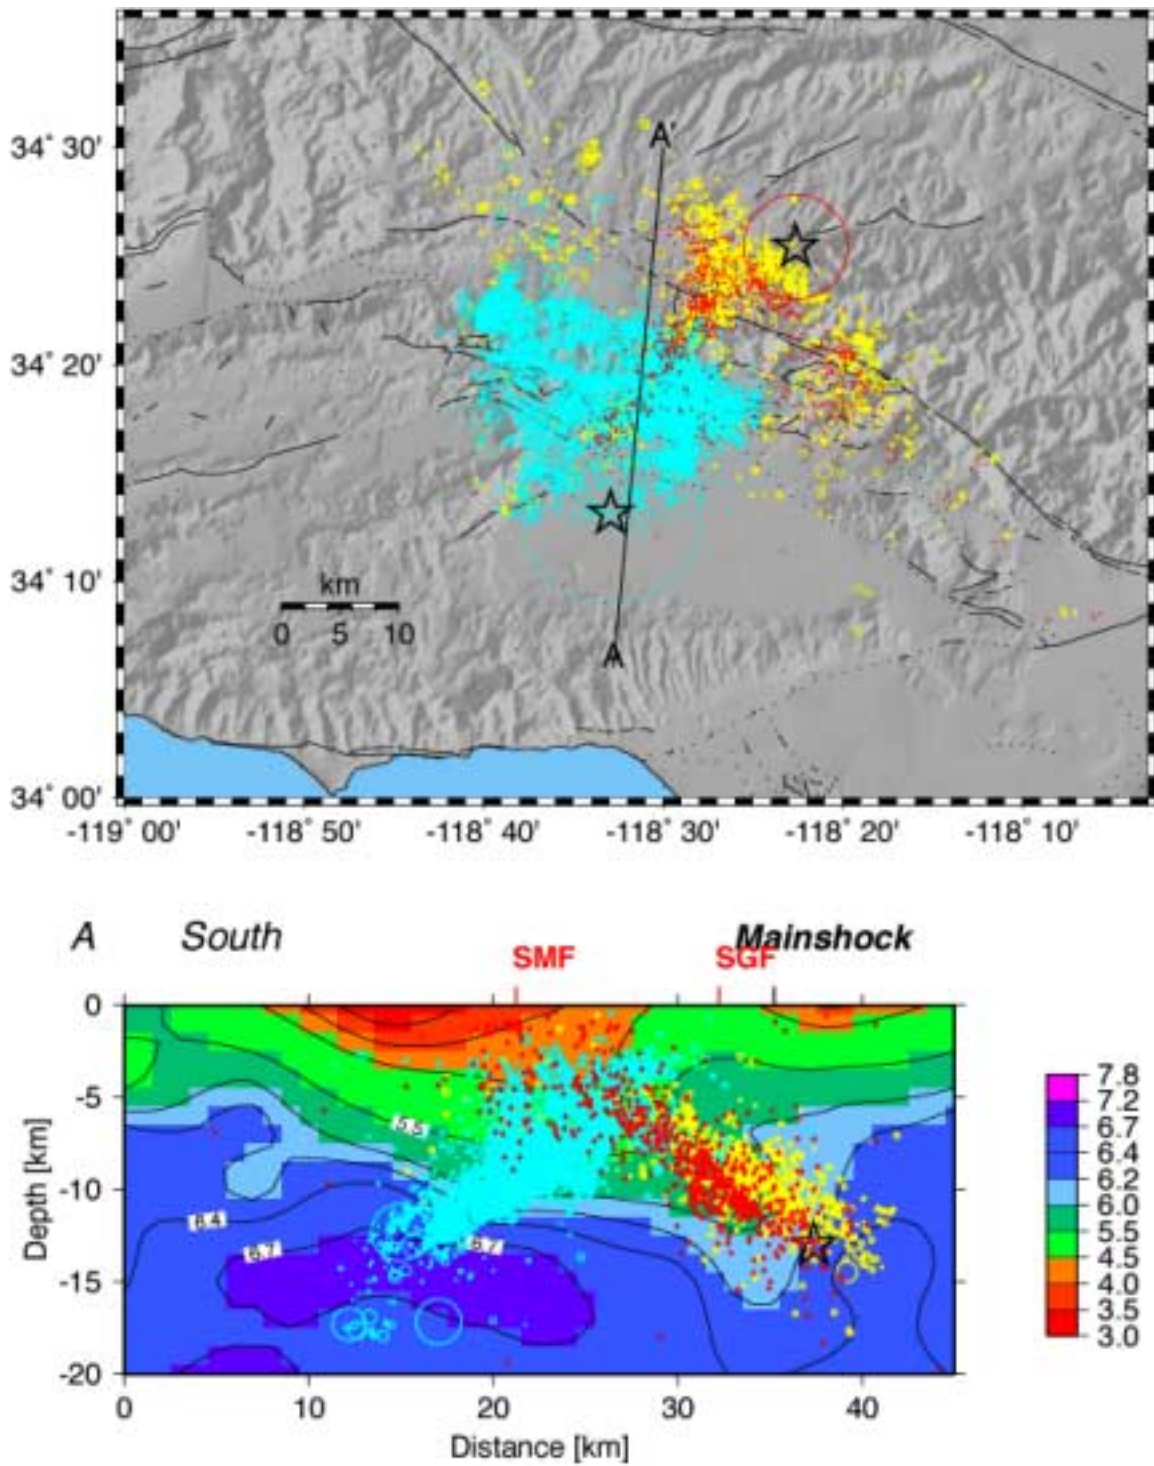 34° 30'
A'
34° 20'
34° 10'
km
0 5 10
A
34° 00'
-119° 00' -118° 50' -118° 40' -118° 30' -118° 20' -118° 10'
A South Mainshock
SMF SGF
0
-5
-10
-15
-20
Depth [km]
5.5
6.4
6.7
6.7
0 10 20 30 40
Distance [km]
7.8
7.2
6.7
6.4
6.2
6.0
5.5
4.5
4.0
3.5
3.0